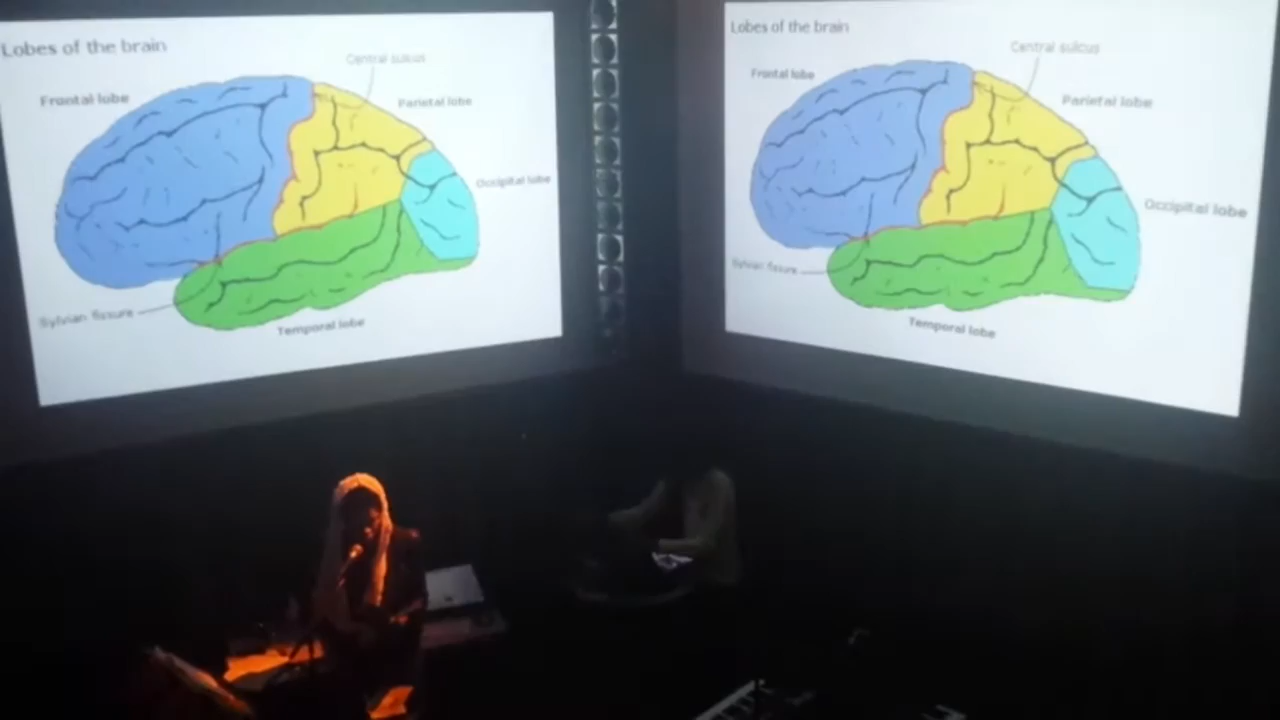 Lobes of the brain
Central sulcus
Frontal lobe
Parietal lobe
Occipital lobe
Sylvian fissure
Temporal lobe
Lobes of the brain
Central sulcus
Frontal lobe
Parietal lobe
Occipital lobe
Sylvian fissure
Temporal lobe